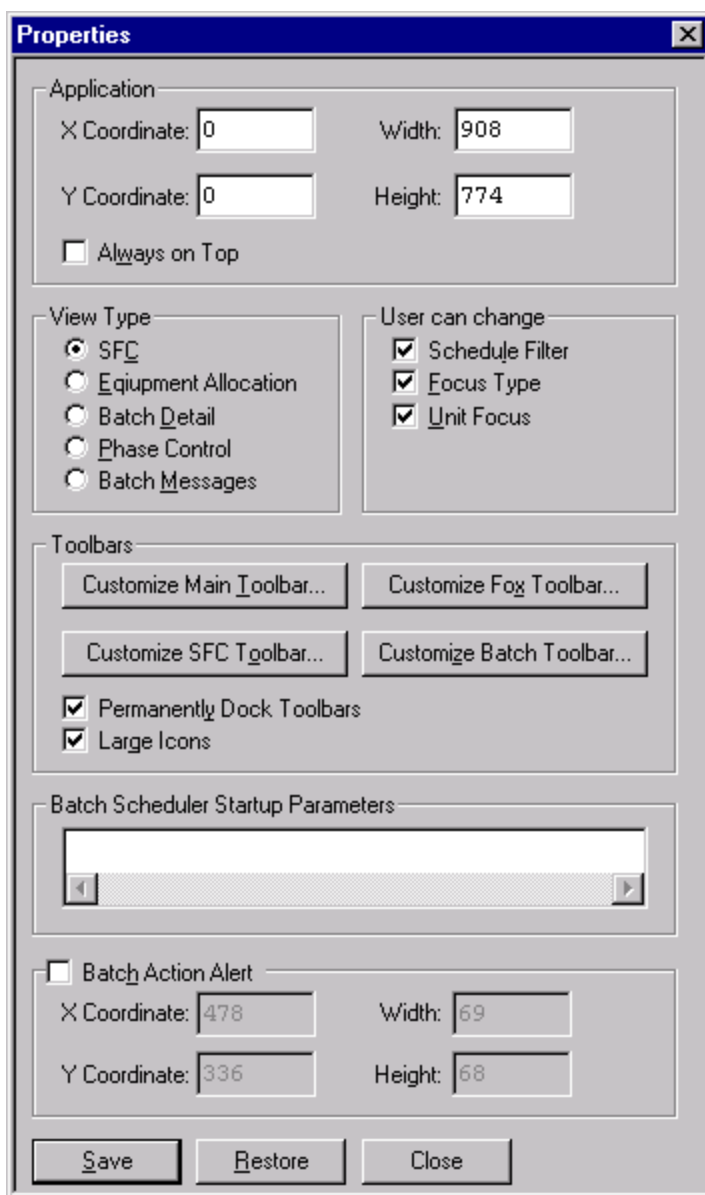 Properties
Application
X Coordinate: 0 Width: 908
Y Coordinate: 0 Height: 774
Always on Top
View Type User can change
SFC Schedule Filter
Eqiupment Allocation Focus Type
Batch Detail Unit Focus
Phase Control
Batch Messages
Toolbars
Customize Main Toolbar... Customize Fox Toolbar...
Customize SFC Toolbar... Customize Batch Toolbar...
Permanently Dock Toolbars
Large Icons
Batch Scheduler Startup Parameters
Batch Action Alert
X Coordinate: 478 Width: 69
Y Coordinate: 336 Height: 68
Save Restore Close